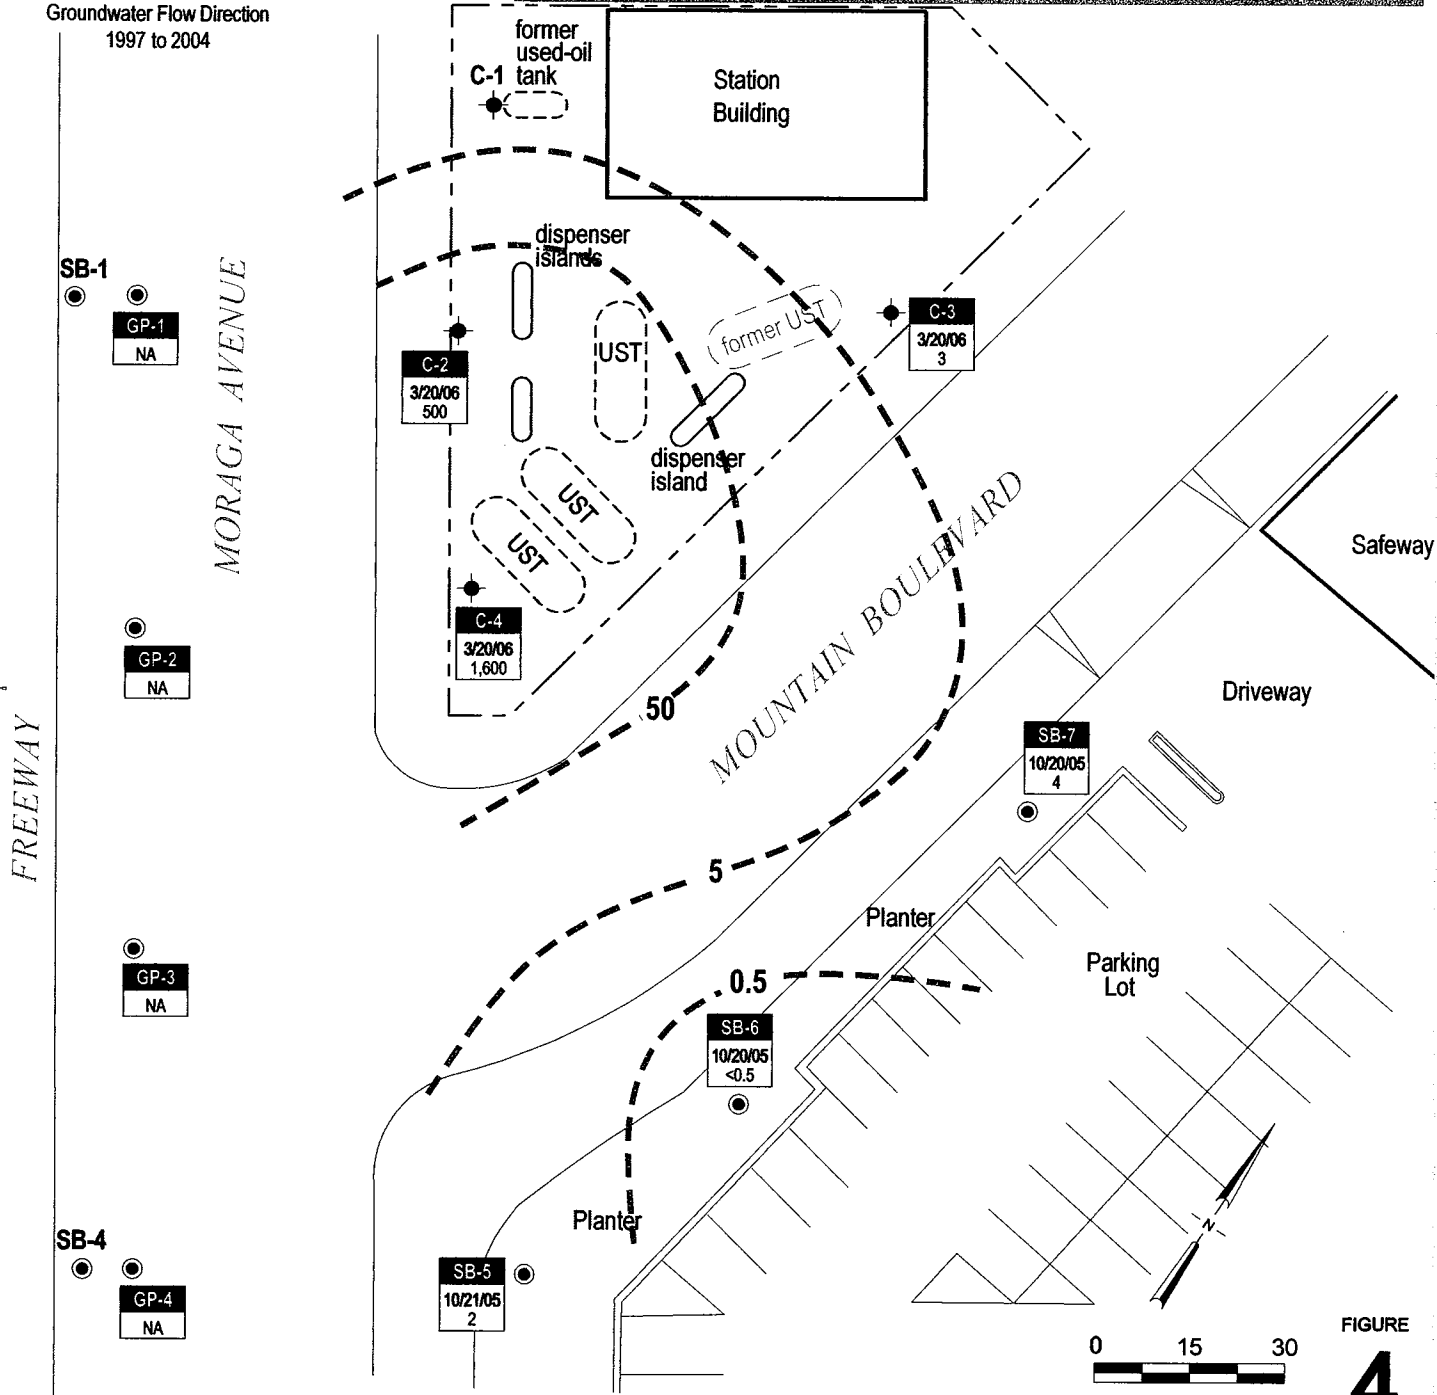 Groundwater Flow Direction
1997 to 2004
former
used-oil
tank
C-1
Station
Building
dispenser
islands
SB-1
GP-1
NA
MORAGA AVENUE
C-2
3/20/06
500
UST
former UST
C-3
3/20/06
3
dispenser
island
UST
UST
C-4
3/20/06
1,600
MOUNTAIN BOULEVARD
Safeway
GP-2
NA
50
Driveway
FREEWAY
SB-7
10/20/05
4
5
Planter
Parking
Lot
GP-3
NA
0.5
SB-6
10/20/05
<0.5
Planter
N
SB-4
GP-4
NA
SB-5
10/21/05
2
0 15 30
FIGURE
4